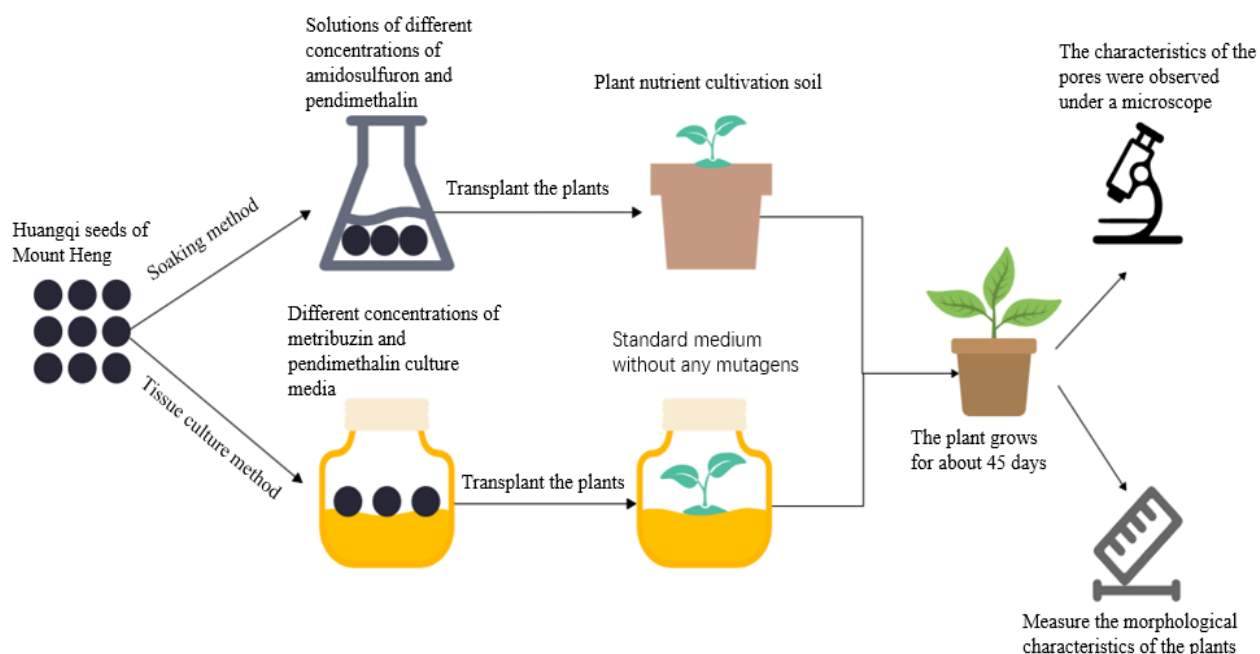 Solutions of different
concentrations of
amidosulfuron and
pendimethalin
Plant nutrient cultivation soil
The characteristics of the
pores were observed
under a microscope
Huangqi seeds of
Mount Heng
Soaking method
Transplant the plants
Tissue culture method
Different concentrations of
metribuzin and
pendimethalin culture
media
Standard medium
without any mutagens
Transplant the plants
The plant grows
for about 45 days
Measure the morphological
characteristics of the plants